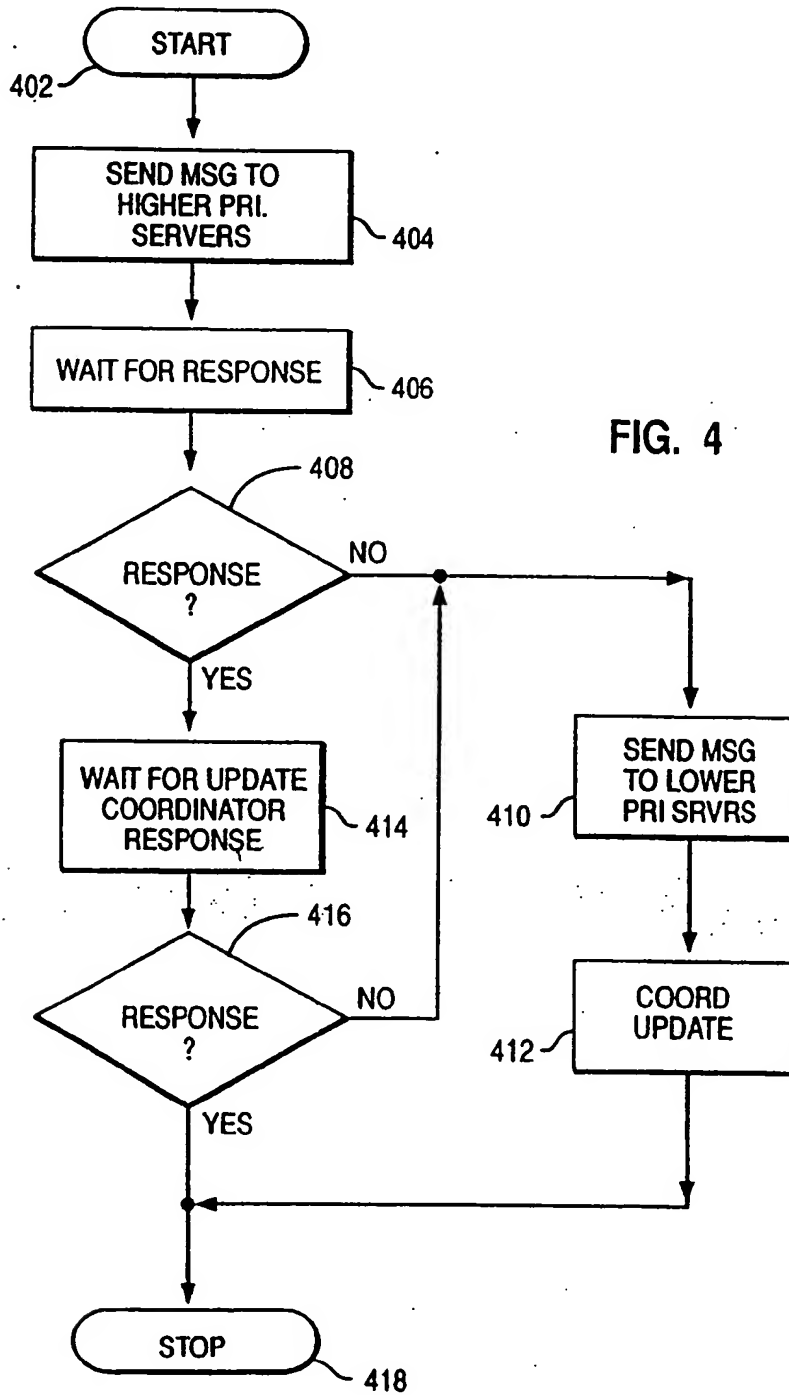 START
402
SEND MSG TO
HIGHER PRI.
SERVERS
404
WAIT FOR RESPONSE
406
FIG. 4
408
RESPONSE
?
NO
YES
WAIT FOR UPDATE
COORDINATOR
RESPONSE
414
SEND MSG
TO LOWER
PRI SRVRS
410
416
RESPONSE
?
NO
YES
COORD
UPDATE
412
STOP
418